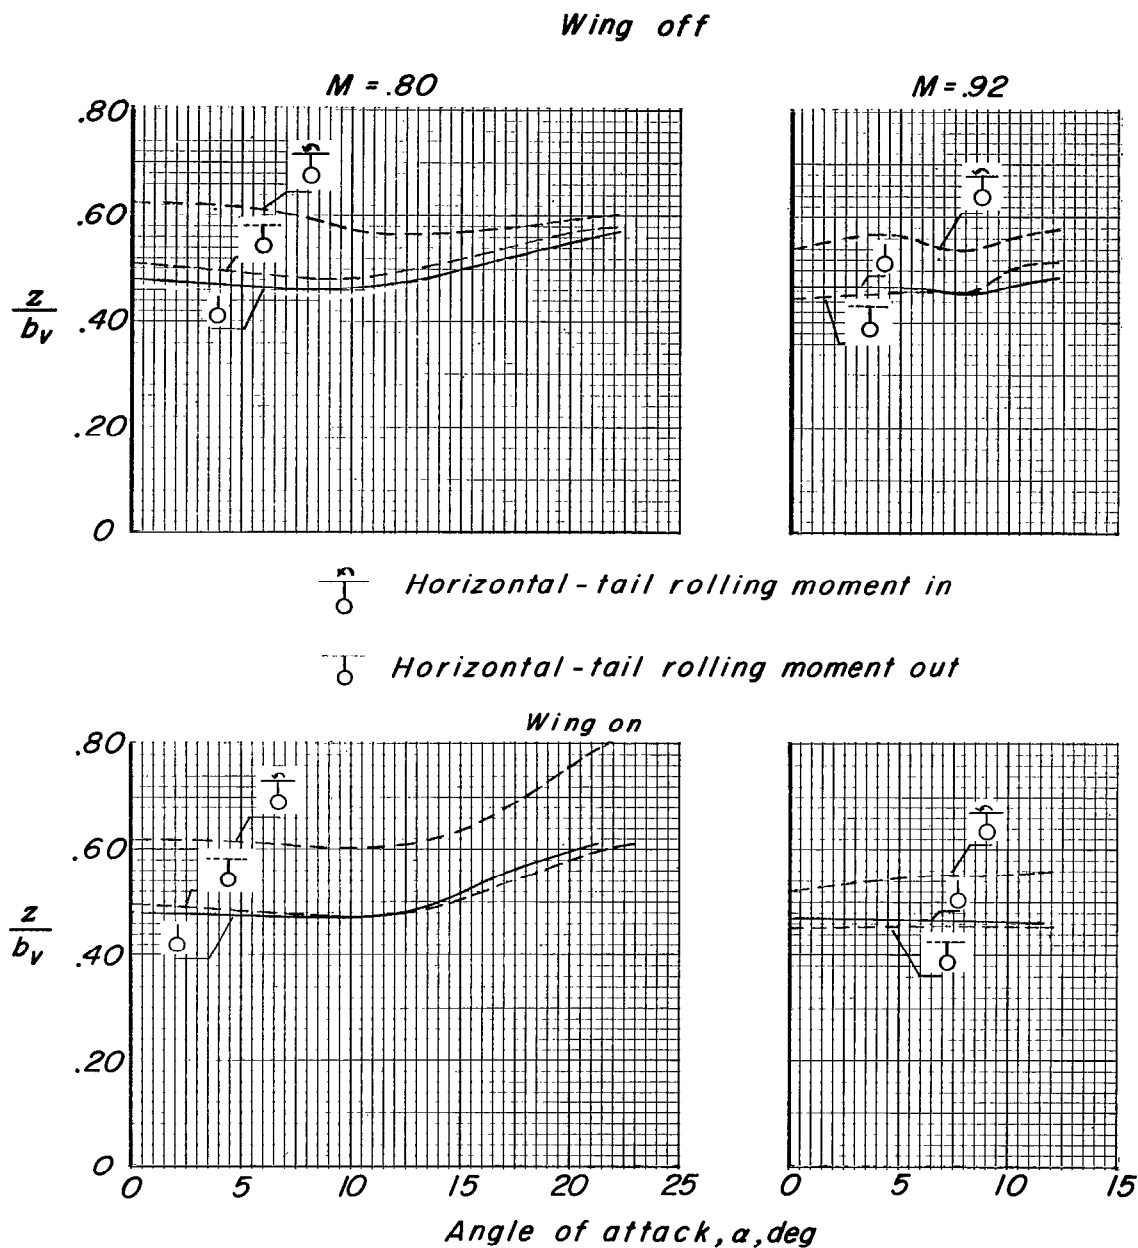 Wing off
M = .80
M = .92
.80
.60
z/bv
.40
.20
0
Horizontal-tail rolling moment in
Horizontal-tail rolling moment out
Wing on
.80
.60
z/bv
.40
.20
0
0 5 10 15 20 25
0 5 10 15
Angle of attack, α, deg